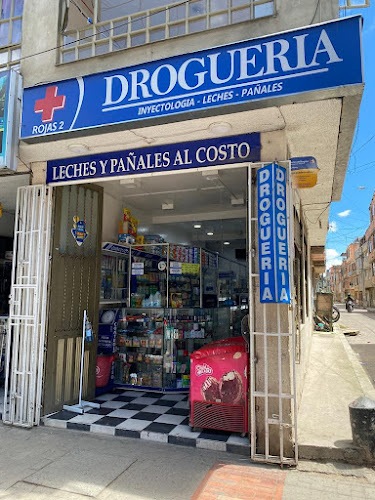 DROGUERIA
INYECTOLOGIA - LECHES - PAÑALES
ROJAS 2
LECHES Y PAÑALES AL COSTO
DROGUERIA
DROGUERIA